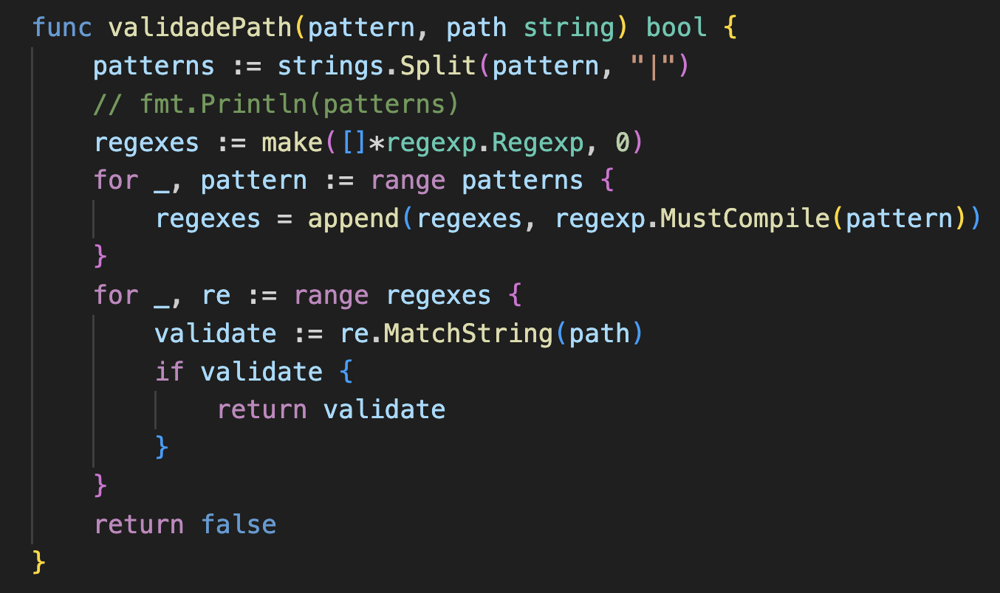 func validadePath(pattern, path string) bool {
    patterns := strings.Split(pattern, "|")
    // fmt.Println(patterns)
    regexes := make([]*regexp.Regexp, 0)
    for _, pattern := range patterns {
        regexes = append(regexes, regexp.MustCompile(pattern))
    }
    for _, re := range regexes {
        validate := re.MatchString(path)
        if validate {
            return validate
        }
    }
    return false
}